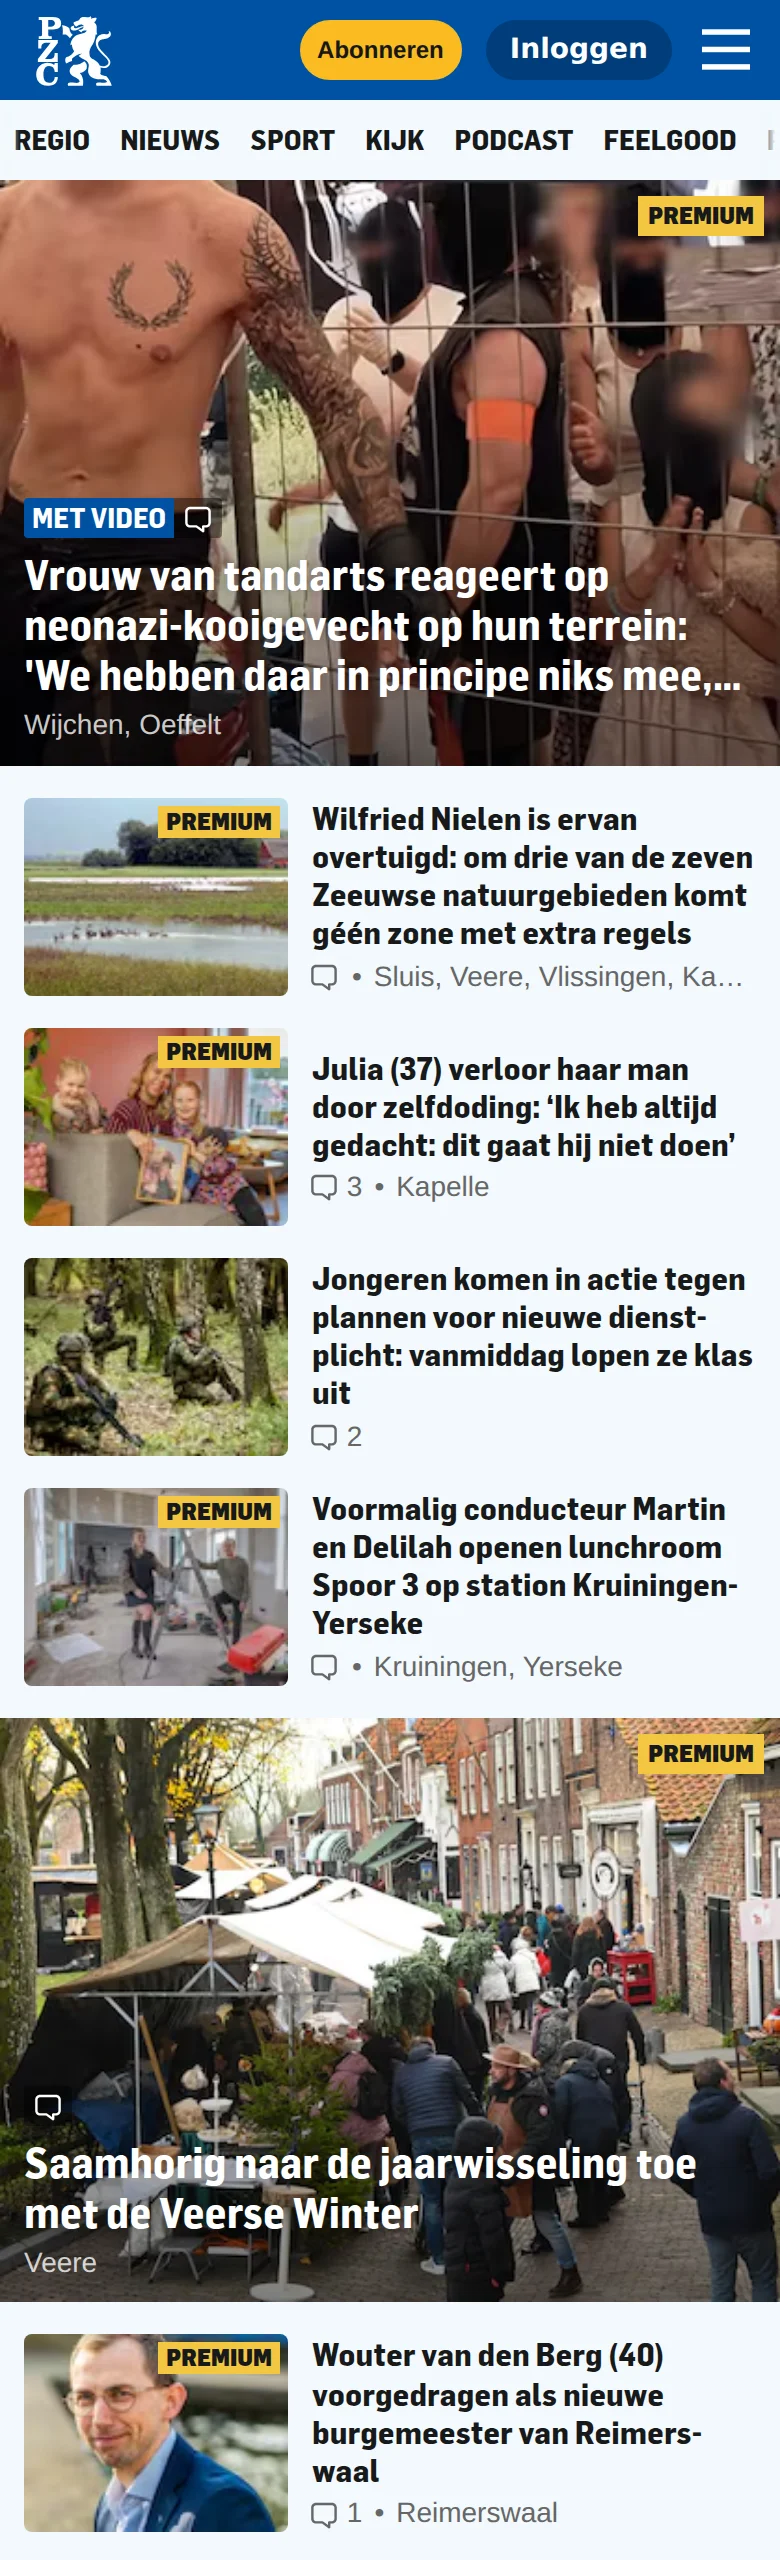 PZC
Abonneren
Inloggen
REGIO NIEUWS SPORT KIJK PODCAST FEELGOOD
PREMIUM
MET VIDEO
Vrouw van tandarts reageert op
neonazi-kooigevecht op hun terrein:
'We hebben daar in principe niks mee,...
Wijchen, Oeffelt
PREMIUM
Wilfried Nielen is ervan
overtuigd: om drie van de zeven
Zeeuwse natuurgebieden komt
géén zone met extra regels
• Sluis, Veere, Vlissingen, Ka...
PREMIUM
Julia (37) verloor haar man
door zelfdoding: ‘Ik heb altijd
gedacht: dit gaat hij niet doen’
3 • Kapelle
Jongeren komen in actie tegen
plannen voor nieuwe dienst-
plicht: vanmiddag lopen ze klas
uit
2
PREMIUM
Voormalig conducteur Martin
en Delilah openen lunchroom
Spoor 3 op station Kruiningen-
Yerseke
• Kruiningen, Yerseke
PREMIUM
Saamhorig naar de jaarwisseling toe
met de Veerse Winter
Veere
PREMIUM
Wouter van den Berg (40)
voorgedragen als nieuwe
burgemeester van Reimers-
waal
1 • Reimerswaal